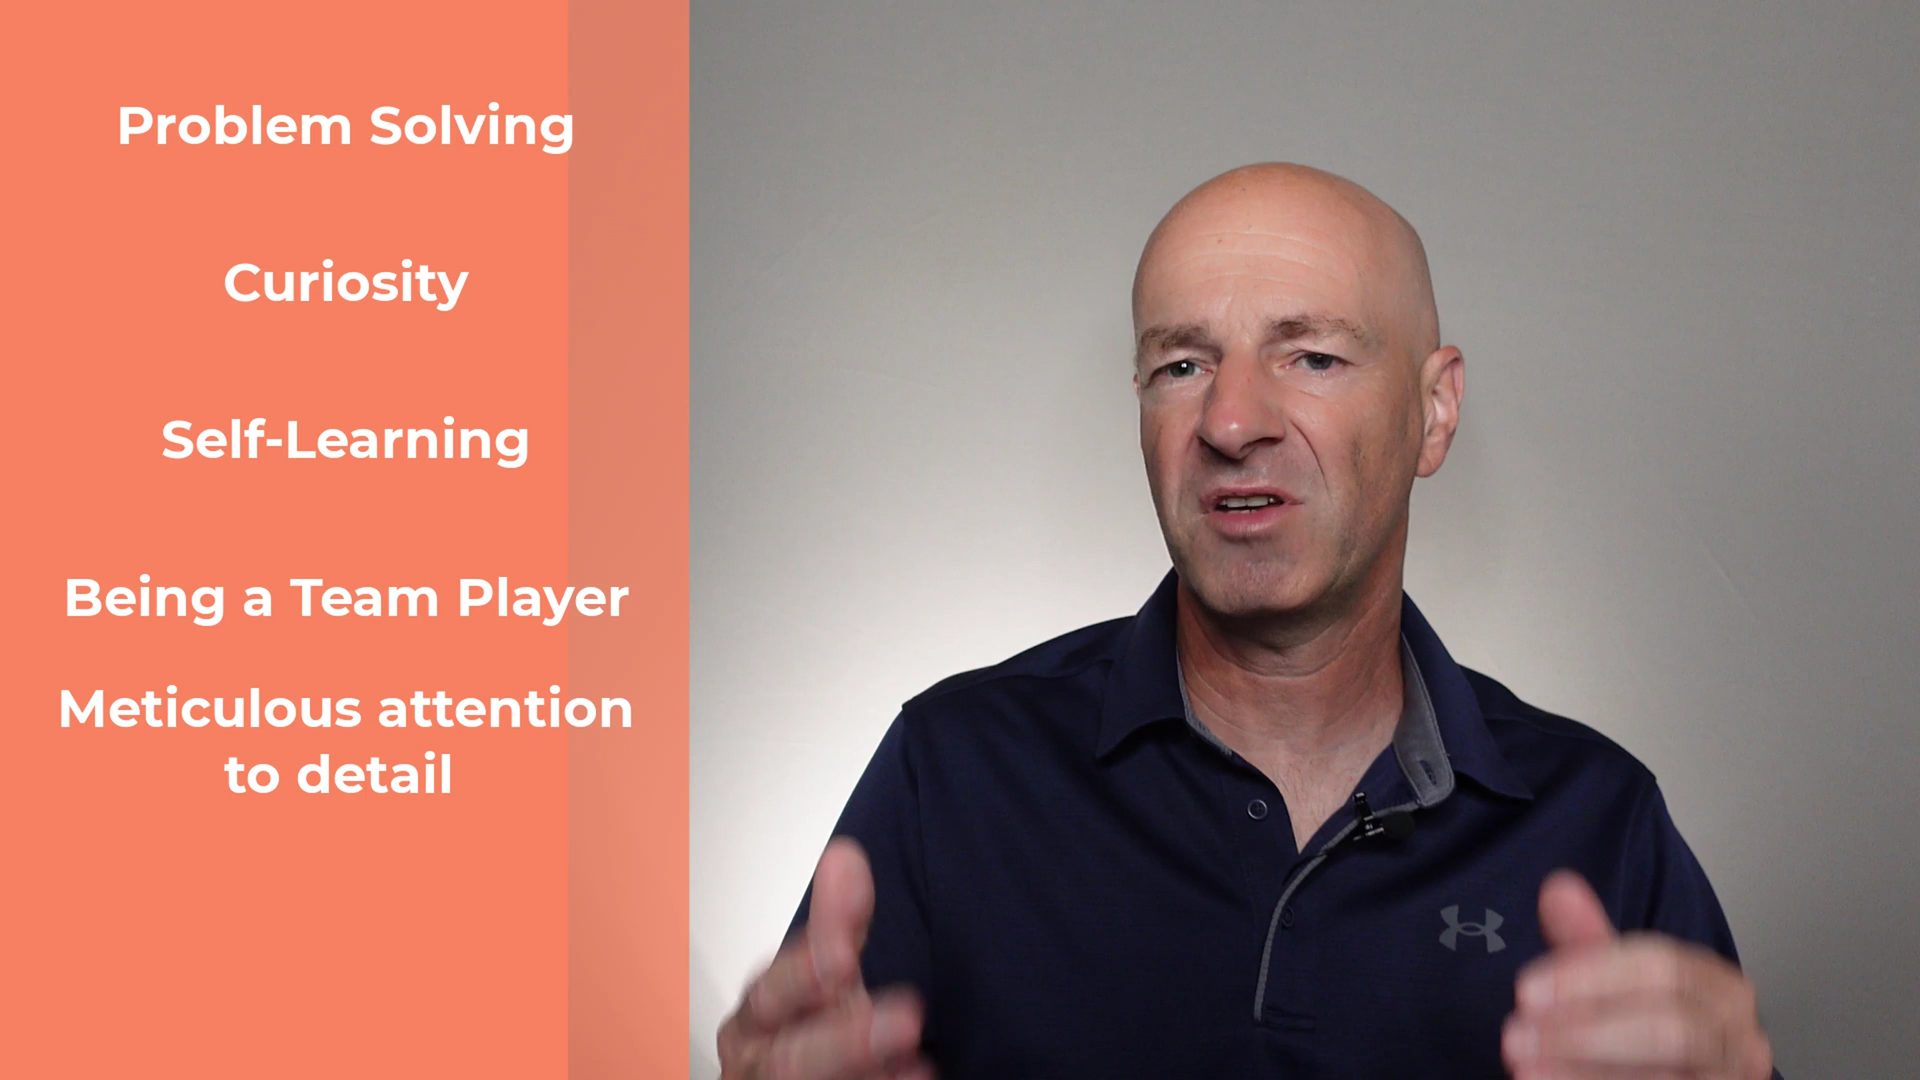 Problem Solving
Curiosity
Self-Learning
Being a Team Player
Meticulous attention
to detail